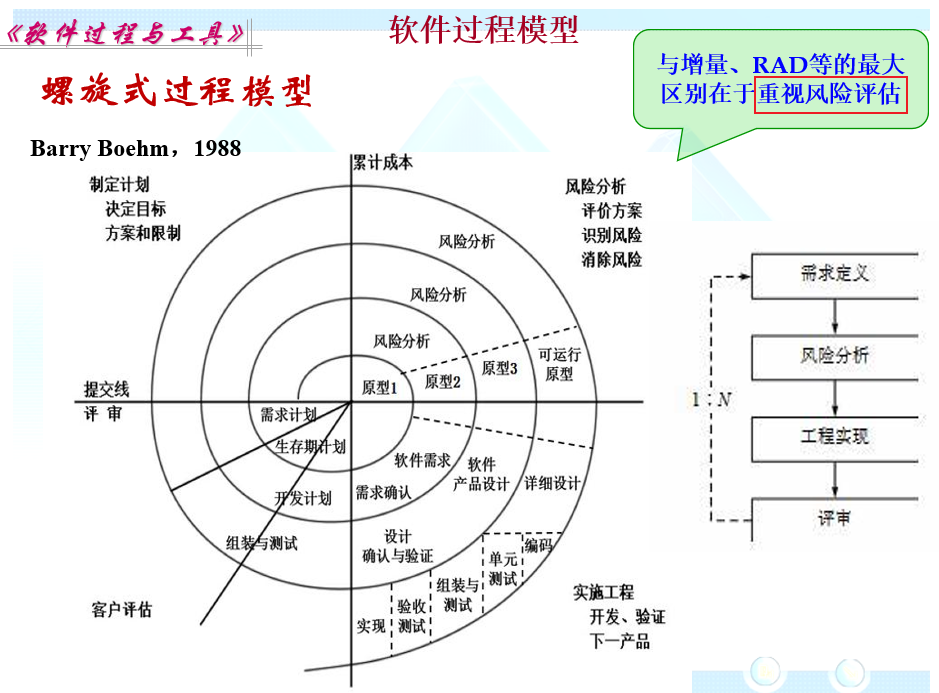 《软件过程与工具》
软件过程模型
与增量、RAD等的最大
区别在于重视风险评估
螺旋式过程模型
Barry Boehm，1988
累计成本
制定计划
决定目标
方案和限制
风险分析
评价方案
识别风险
消除风险
风险分析
风险分析
风险分析
可运行
原型
原型3
原型2
原型1
提交线
评 审
需求计划
生存期计划
开发计划
组装与测试
软件需求
需求确认
软件
产品设计
详细设计
设计
确认与验证
编码
单元
测试
组装与
测试
验收
测试
实现
客户评估
实施工程
开发、验证
下一产品
需求定义
风险分析
1：N
工程实现
评审